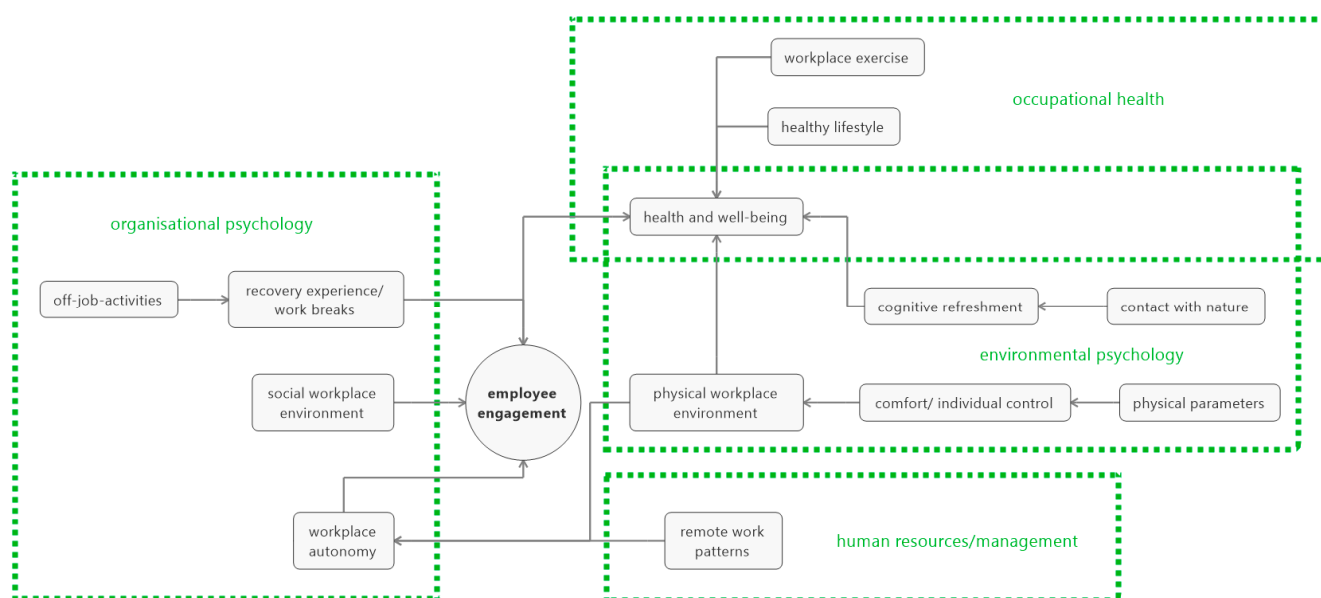 workplace exercise
occupational health
healthy lifestyle
organisational psychology
health and well-being
off-job-activities
recovery experience/
work breaks
cognitive refreshment
contact with nature
environmental psychology
social workplace
environment
employee
engagement
physical workplace
environment
comfort/ individual control
physical parameters
workplace
autonomy
remote work
patterns
human resources/management